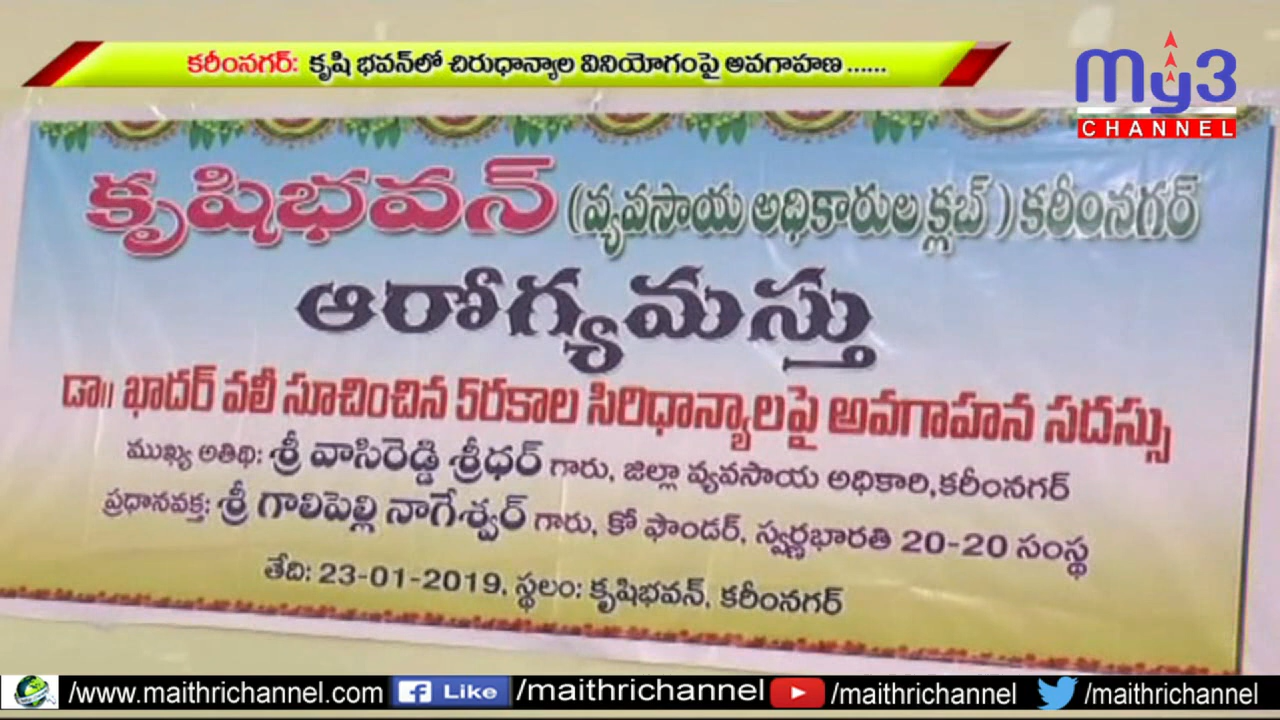 కరీంనగర్: కృషి భవన్‌లో చిరుధాన్యాల వినియోగంపై అవగాహణ ......
My3
CHANNEL
కృషిభవన్ (వ్యవసాయ అధికారుల క్లబ్ ) కరీంనగర్
ఆరోగ్యమస్తు
డా॥ ఖాదర్ వలీ సూచించిన 5రకాల సిరిధాన్యాలపై అవగాహన సదస్సు
ముఖ్య అతిథి: శ్రీ వాసిరెడ్డి శ్రీధర్ గారు, జిల్లా వ్యవసాయ అధికారి,కరీంనగర్
ప్రధానవక్త: శ్రీ గాలిపెల్లి నాగేశ్వర్ గారు, కో ఫౌండర్, స్వర్ణభారతి 20-20 సంస్థ
తేది: 23-01-2019, స్థలం: కృషిభవన్, కరీంనగర్
/www.maithrichannel.com f Like /maithrichannel /maithrichannel /maithrichannel